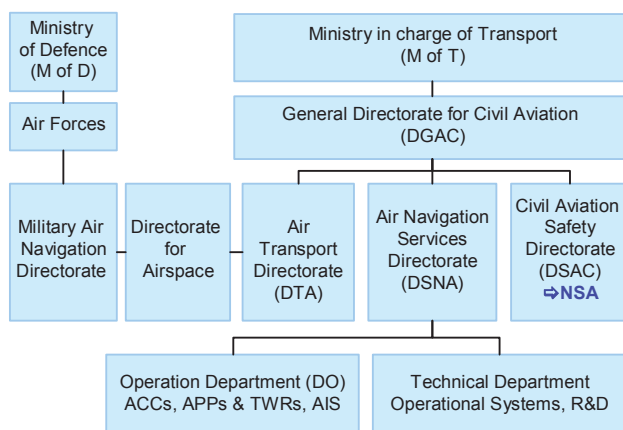 Ministry
of Defence
(M of D)
Ministry in charge of Transport
(M of T)
Air Forces
General Directorate for Civil Aviation
(DGAC)
Military Air
Navigation
Directorate
Directorate
for
Airspace
Air
Transport
Directorate
(DTA)
Air Navigation
Services
Directorate
(DSNA)
Civil Aviation
Safety
Directorate
(DSAC)
⇨NSA
Operation Department (DO)
ACCs, APPs & TWRs, AIS
Technical Department
Operational Systems, R&D